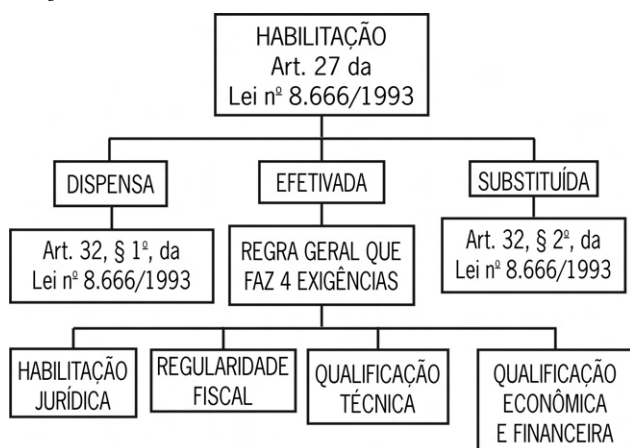 HABILITAÇÃO
Art. 27 da
Lei nº 8.666/1993
DISPENSA
EFETIVADA
SUBSTITUÍDA
Art. 32, § 1º, da
Lei nº 8.666/1993
REGRA GERAL QUE
FAZ 4 EXIGÊNCIAS
Art. 32, § 2º, da
Lei nº 8.666/1993
HABILITAÇÃO
JURÍDICA
REGULARIDADE
FISCAL
QUALIFICAÇÃO
TÉCNICA
QUALIFICAÇÃO
ECONÔMICA
E FINANCEIRA